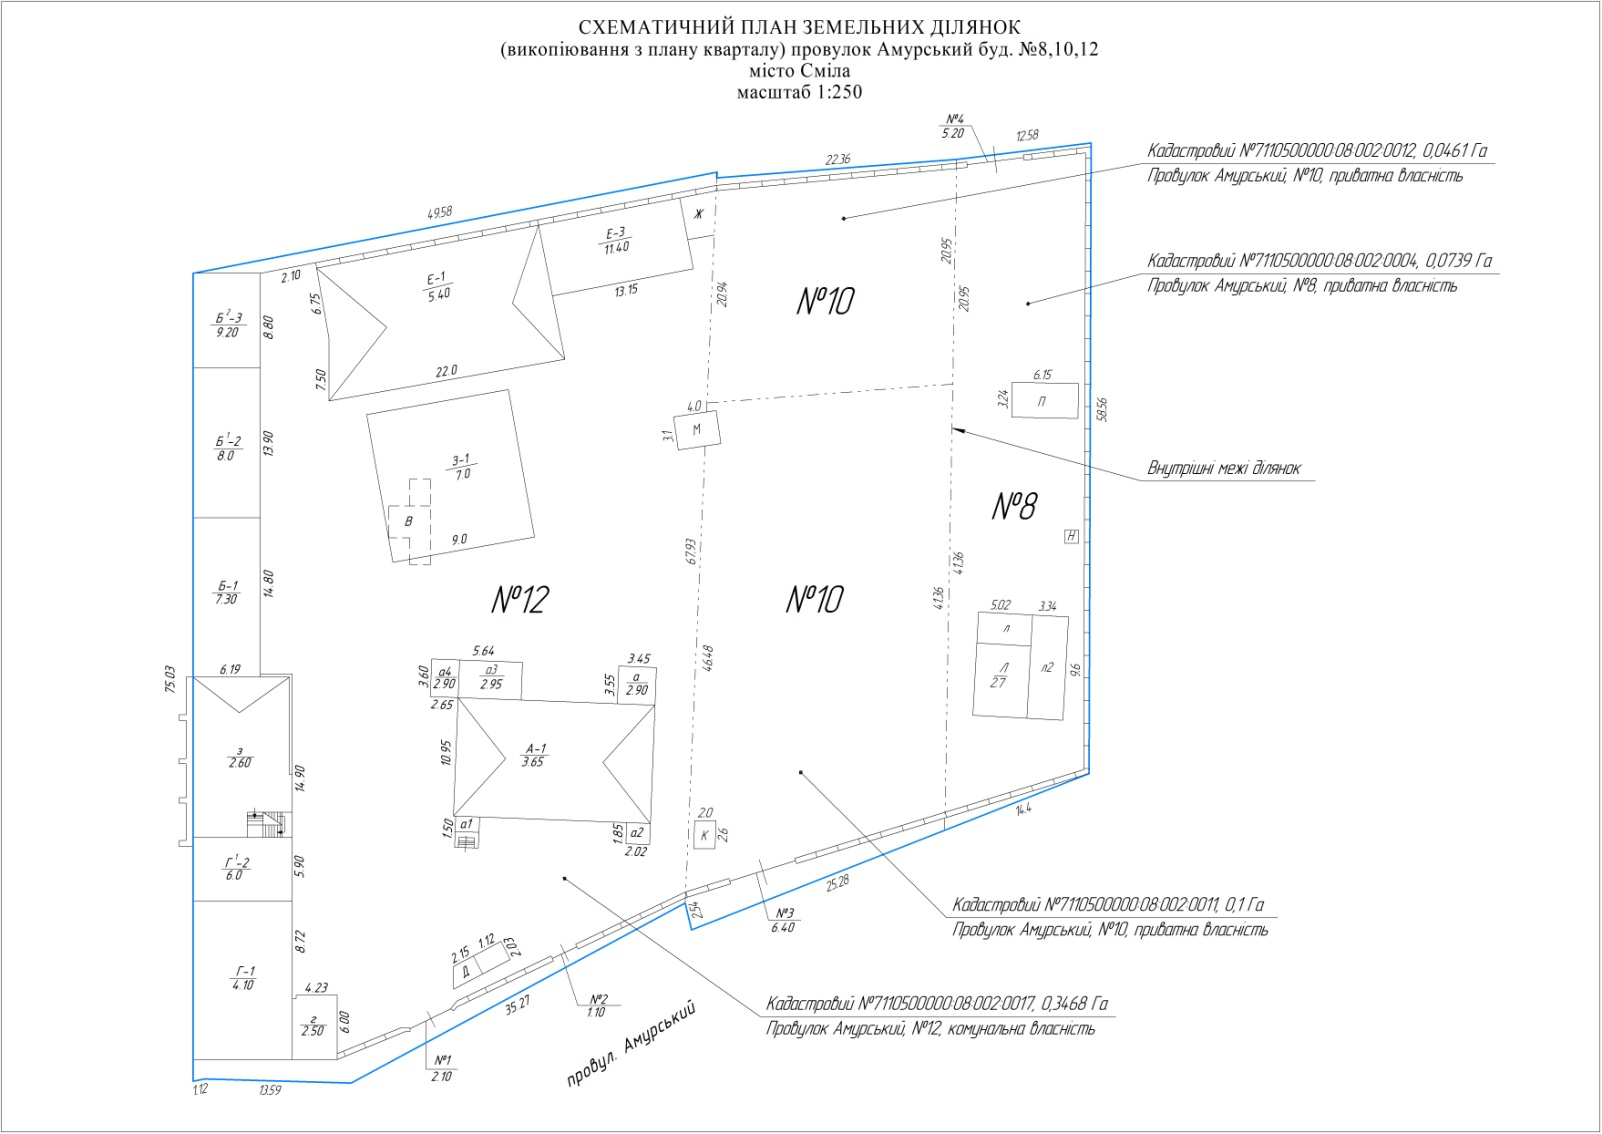 СХЕМАТИЧНИЙ ПЛАН ЗЕМЕЛЬНИХ ДІЛЯНОК
(викопіювання з плану кварталу) провулок Амурський буд. №8,10,12
місто Сміла
масштаб 1:250
№4
5.20
12.58
22.36
49.58
Кадастровий №7110500000:08:002:0012, 0,0461 Га
Провулок Амурський, №10, приватна власність
Ж
Е-3
11.40
13.15
2.10
6.75
Е-1
5.40
7.50
22.0
20.94
20.95
20.95
№10
Кадастровий №7110500000:08:002:0004, 0,0739 Га
Провулок Амурський, №8, приватна власність
Б²-3
9.20
8.80
6.15
3.24
П
58.56
4.0
3.1
М
Б¹-2
8.0
13.90
З-1
7.0
В
9.0
Внутрішні межі ділянок
№8
Н
67.93
41.36
41.36
Б-1
7.30
14.80
№12
№10
5.02
3.34
л
Л
2.7
л2
9.6
46.48
5.64
3.60
а4
2.90
а3
2.95
2.65
3.45
3.55
а
2.90
75.03
6.19
10.95
А-1
3.65
з
2.60
14.90
1.50
а1
1.85
а2
2.02
2.0
К
2.6
14.4
Г¹-2
6.0
5.90
25.28
2.54
№3
6.40
Кадастровий №7110500000:08:002:0011, 0,1 Га
Провулок Амурський, №10, приватна власність
8.72
Г-1
4.10
2.15
1.12
2.03
Д
4.23
г
2.50
6.00
№2
1.10
35.27
Кадастровий №7110500000:08:002:0017, 0,3468 Га
Провулок Амурський, №12, комунальна власність
провул. Амурський
№1
2.10
1.12
13.59